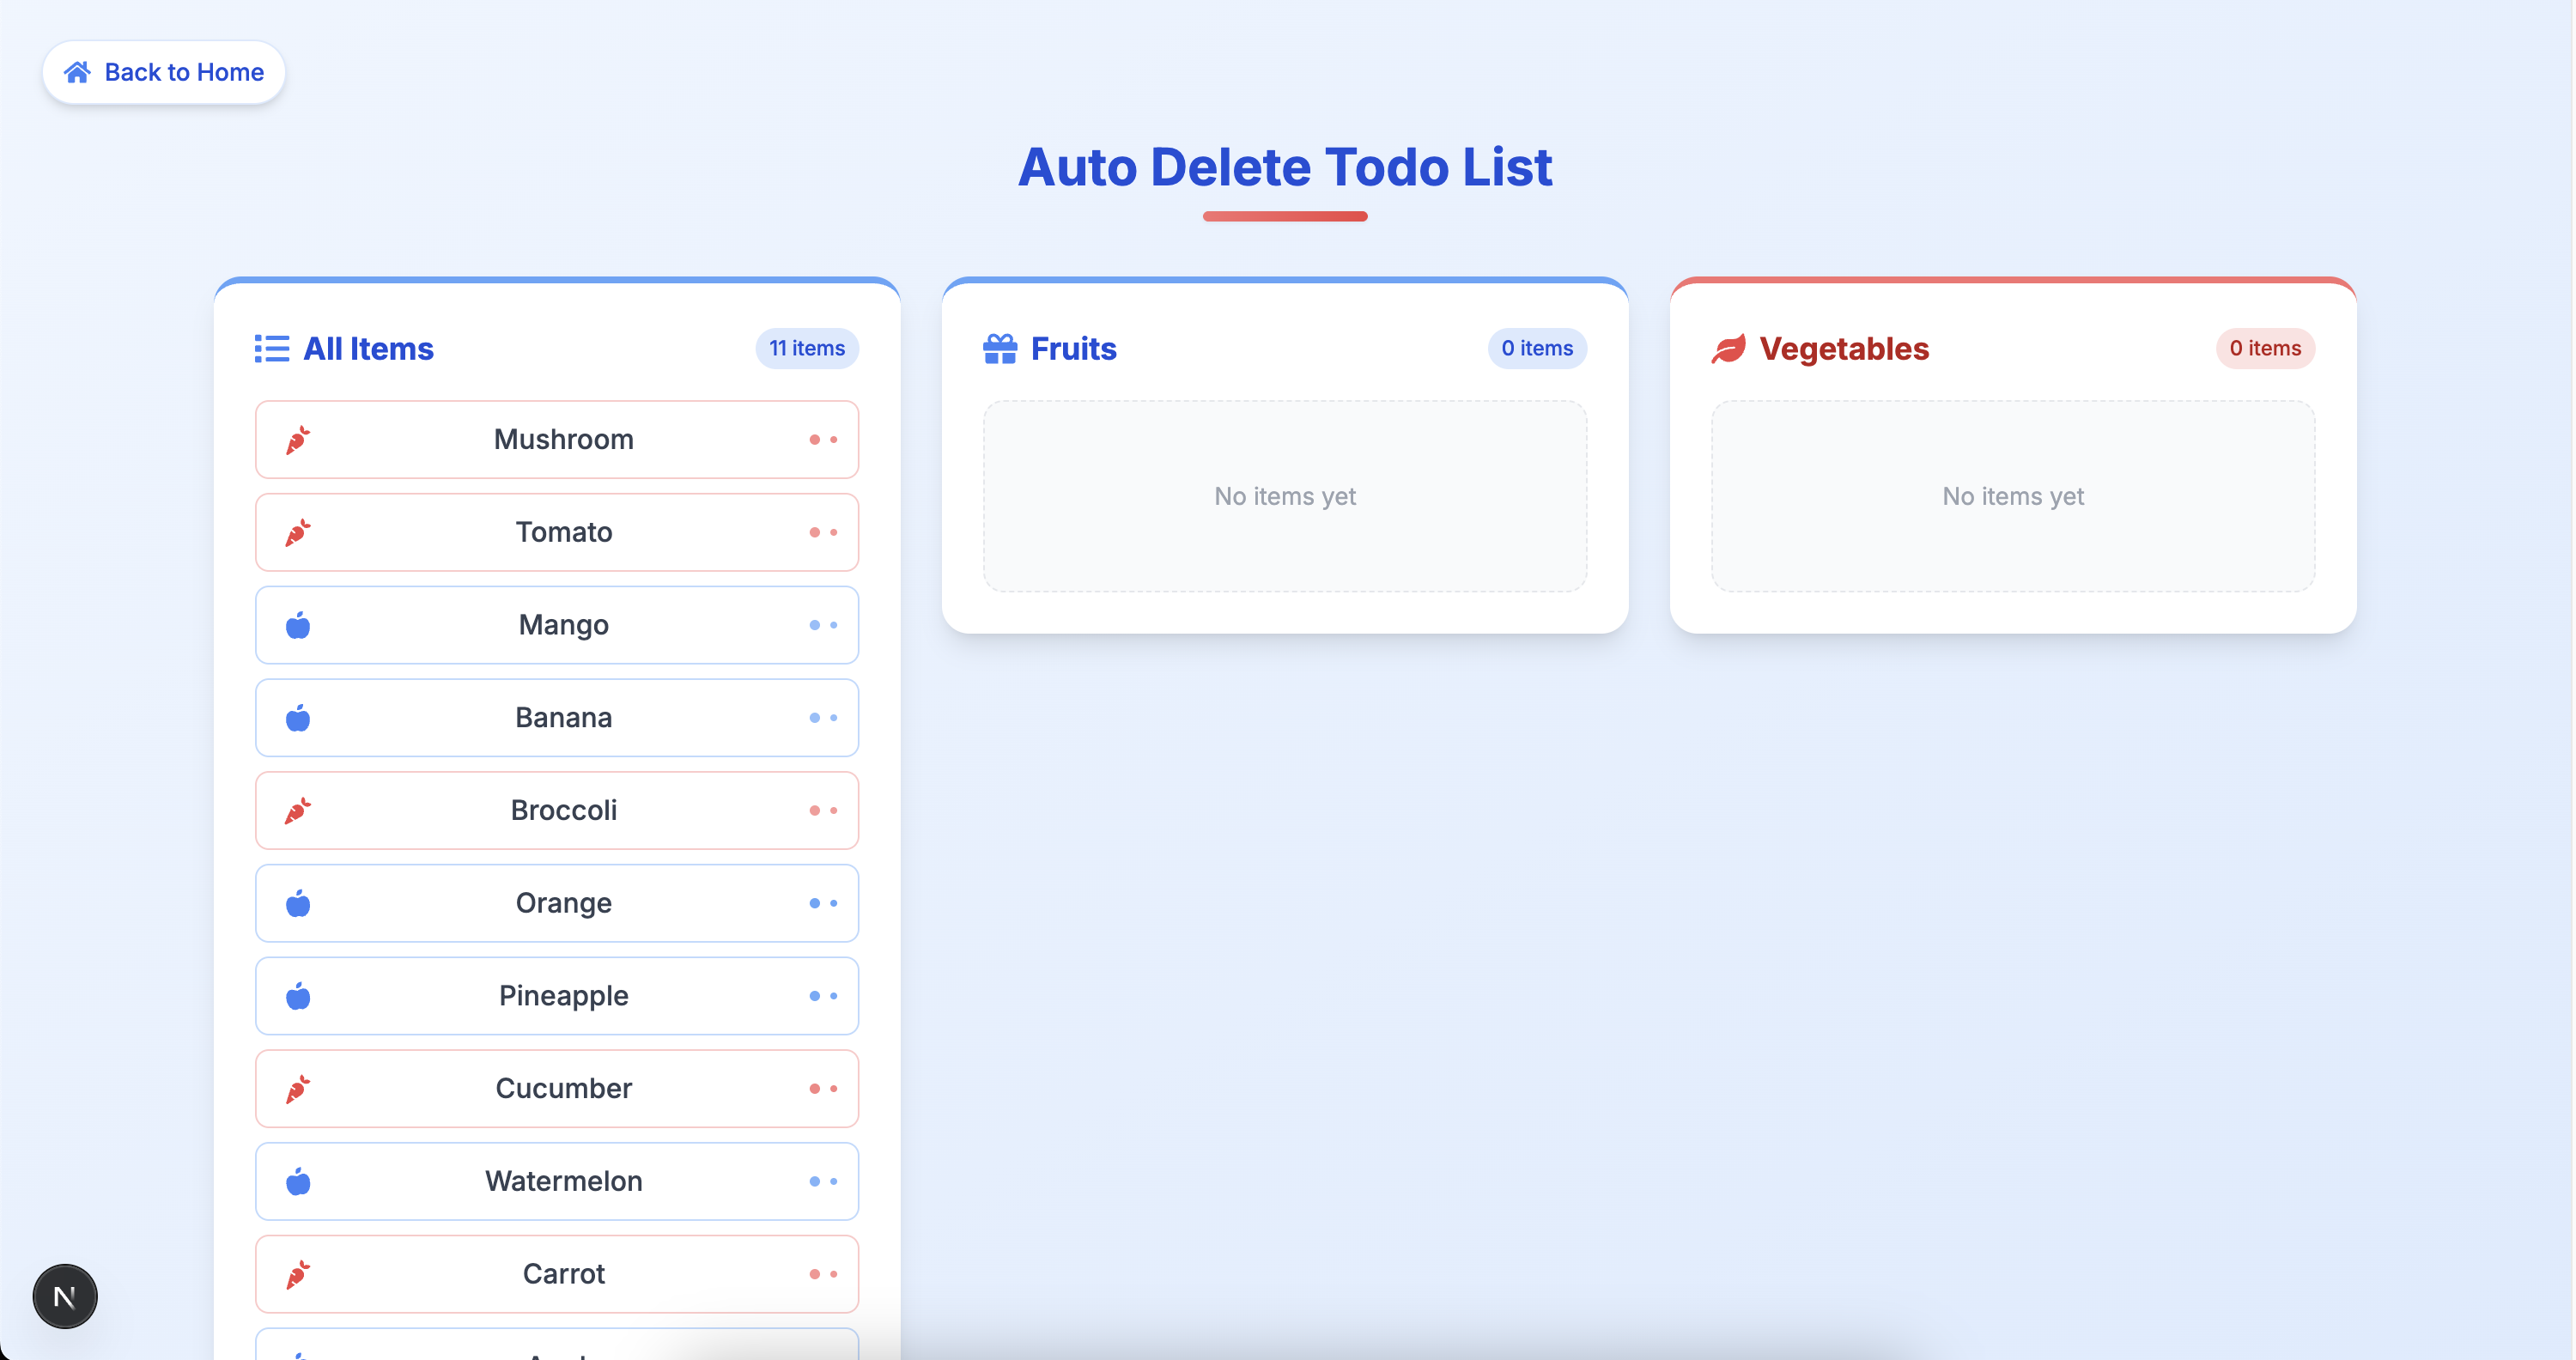 Back to Home
Auto Delete Todo List
All Items
11 items
Mushroom
Tomato
Mango
Banana
Broccoli
Orange
Pineapple
Cucumber
Watermelon
Carrot
Fruits
0 items
No items yet
Vegetables
0 items
No items yet
N